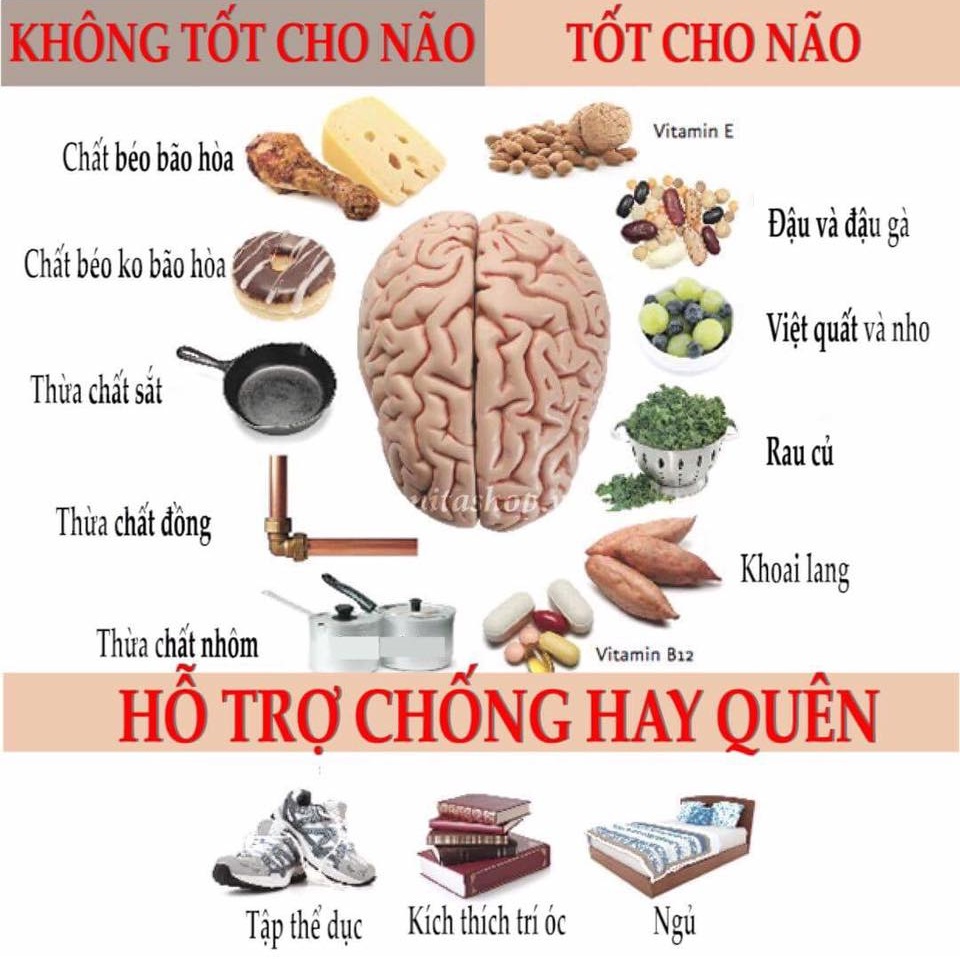 KHÔNG TỐT CHO NÃO
TỐT CHO NÃO
Chất béo bão hòa
Vitamin E
Đậu và đậu gà
Chất béo ko bão hòa
Việt quất và nho
Thừa chất sắt
Rau củ
Thừa chất đồng
Khoai lang
Thừa chất nhôm
Vitamin B12
HỖ TRỢ CHỐNG HAY QUÊN
Tập thể dục
Kích thích trí óc
Ngủ